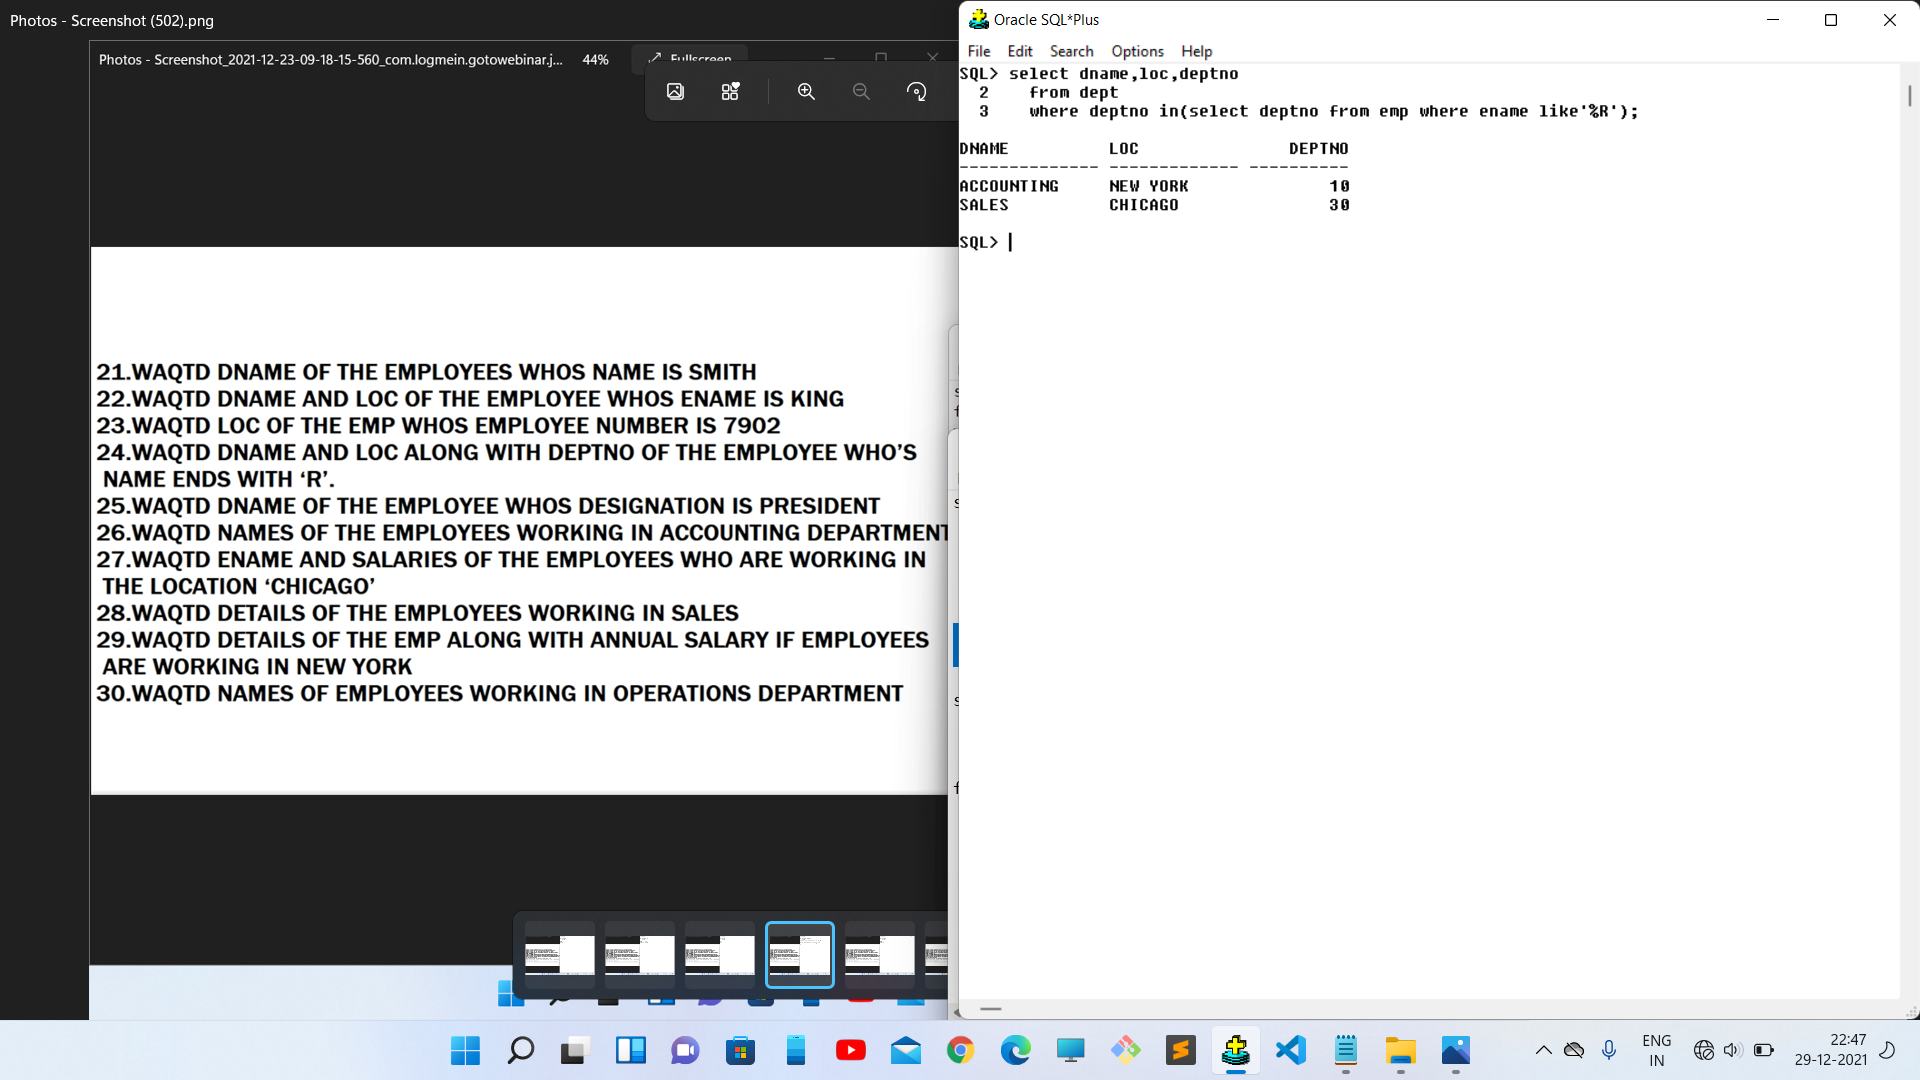 Photos - Screenshot (502).png
Photos - Screenshot_2021-12-23-09-18-15-560_com.logmein.gotowebinar.j...
44%
Fullscreen
21.WAQTD DNAME OF THE EMPLOYEES WHOS NAME IS SMITH
22.WAQTD DNAME AND LOC OF THE EMPLOYEE WHOS ENAME IS KING
23.WAQTD LOC OF THE EMP WHOS EMPLOYEE NUMBER IS 7902
24.WAQTD DNAME AND LOC ALONG WITH DEPTNO OF THE EMPLOYEE WHO’S
NAME ENDS WITH ‘R’.
25.WAQTD DNAME OF THE EMPLOYEE WHOS DESIGNATION IS PRESIDENT
26.WAQTD NAMES OF THE EMPLOYEES WORKING IN ACCOUNTING DEPARTMENT
27.WAQTD ENAME AND SALARIES OF THE EMPLOYEES WHO ARE WORKING IN
THE LOCATION ‘CHICAGO’
28.WAQTD DETAILS OF THE EMPLOYEES WORKING IN SALES
29.WAQTD DETAILS OF THE EMP ALONG WITH ANNUAL SALARY IF EMPLOYEES
ARE WORKING IN NEW YORK
30.WAQTD NAMES OF EMPLOYEES WORKING IN OPERATIONS DEPARTMENT
Oracle SQL*Plus
File Edit Search Options Help
SQL> select dname,loc,deptno
2 from dept
3 where deptno in(select deptno from emp where ename like'%R');
DNAME LOC DEPTNO
-------------- ------------- ----------
ACCOUNTING NEW YORK 10
SALES CHICAGO 30
SQL>
ENG
IN
22:47
29-12-2021